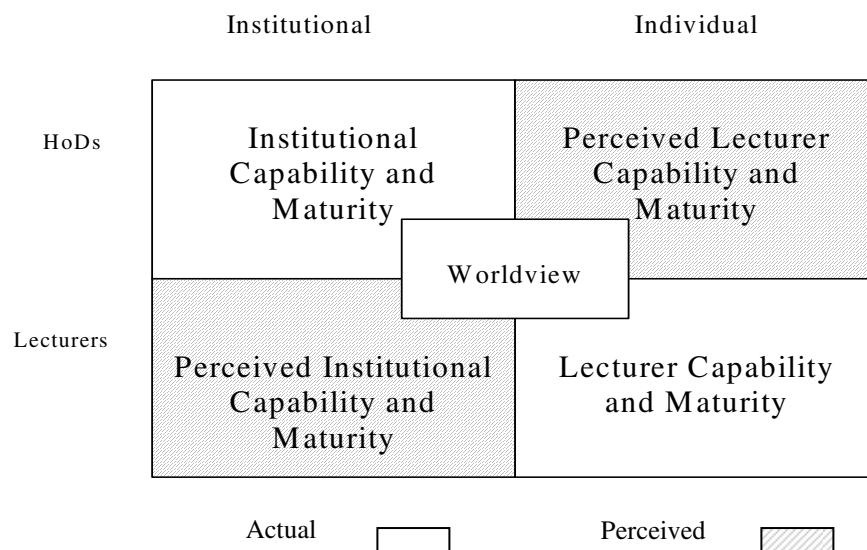 Institutional Individual
HoDs
Institutional
Capability and
Maturity
Perceived Lecturer
Capability and
Maturity
Worldview
Lecturers
Perceived Institutional
Capability and
Maturity
Lecturer Capability
and Maturity
Actual Perceived